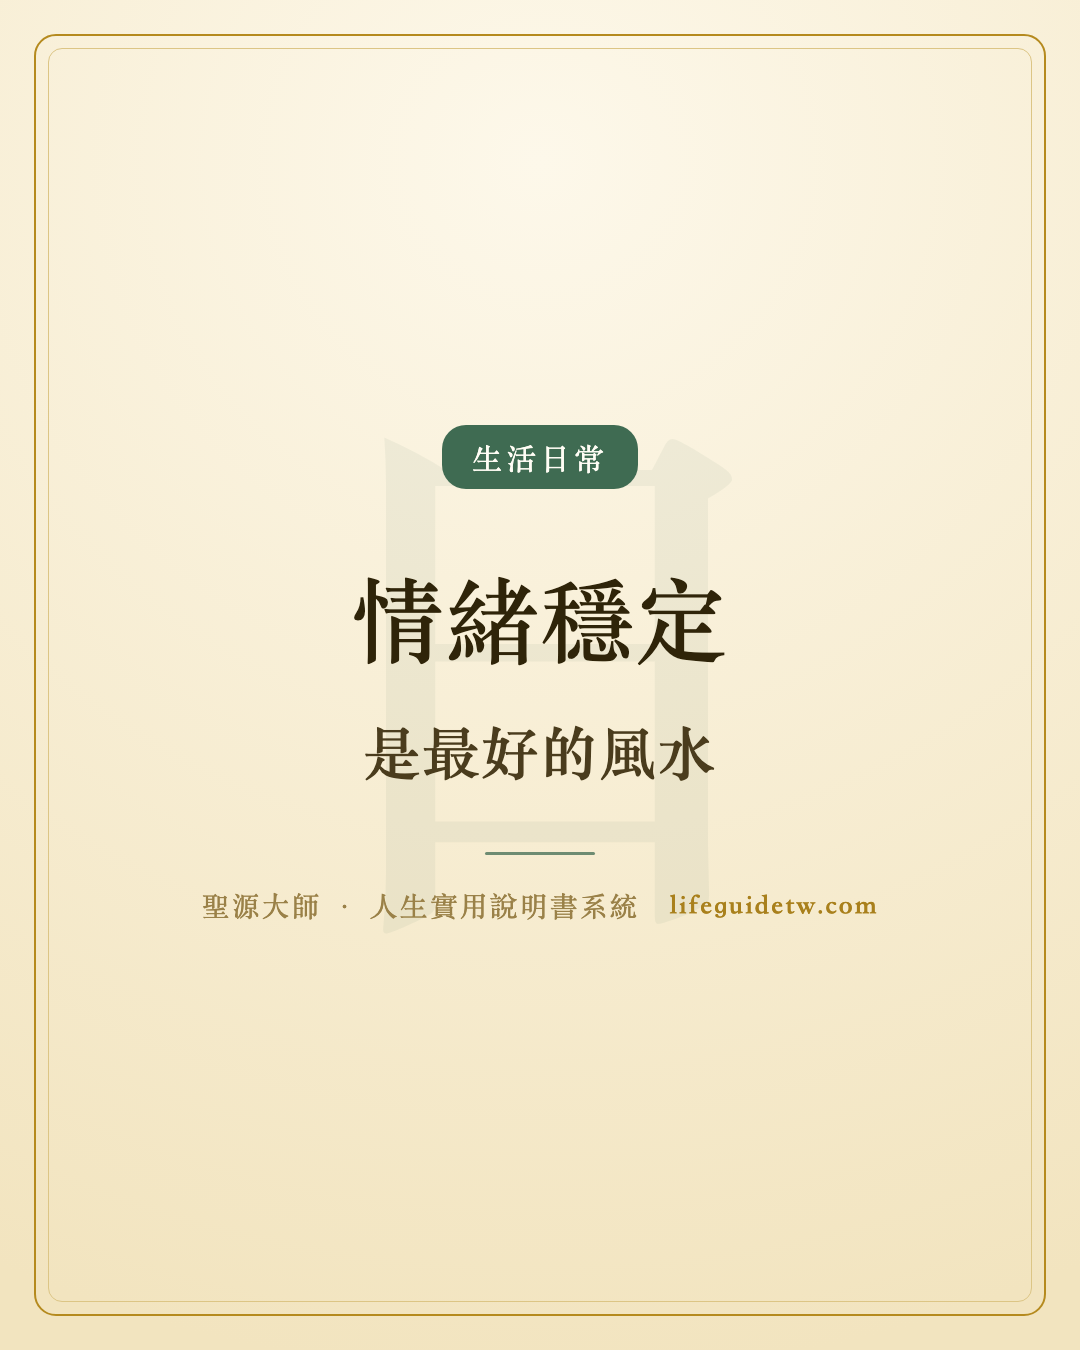 生活日常
情緒穩定
是最好的風水
聖源大師 · 人生實用說明書系統 lifeguidetw.com
日